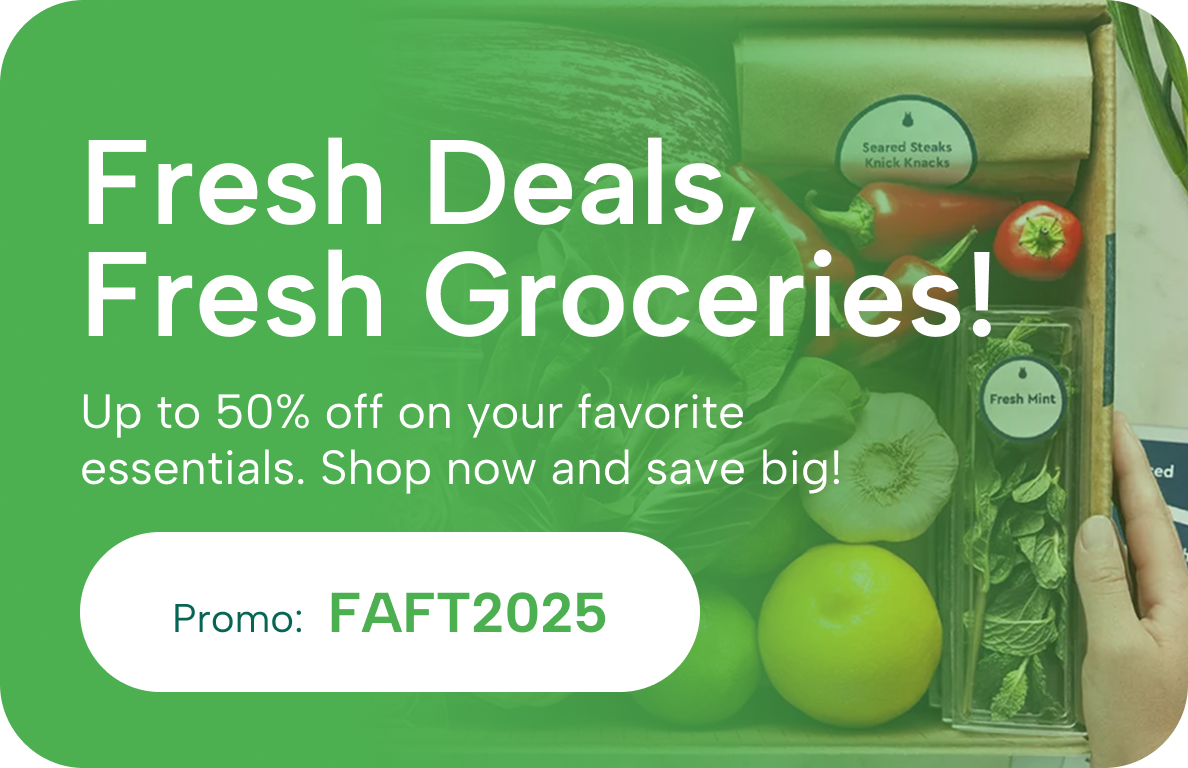 Fresh Deals,
Fresh Groceries!
Up to 50% off on your favorite
essentials. Shop now and save big!
Promo: FAFT2025
Seared Steaks
Knick Knacks
Fresh Mint